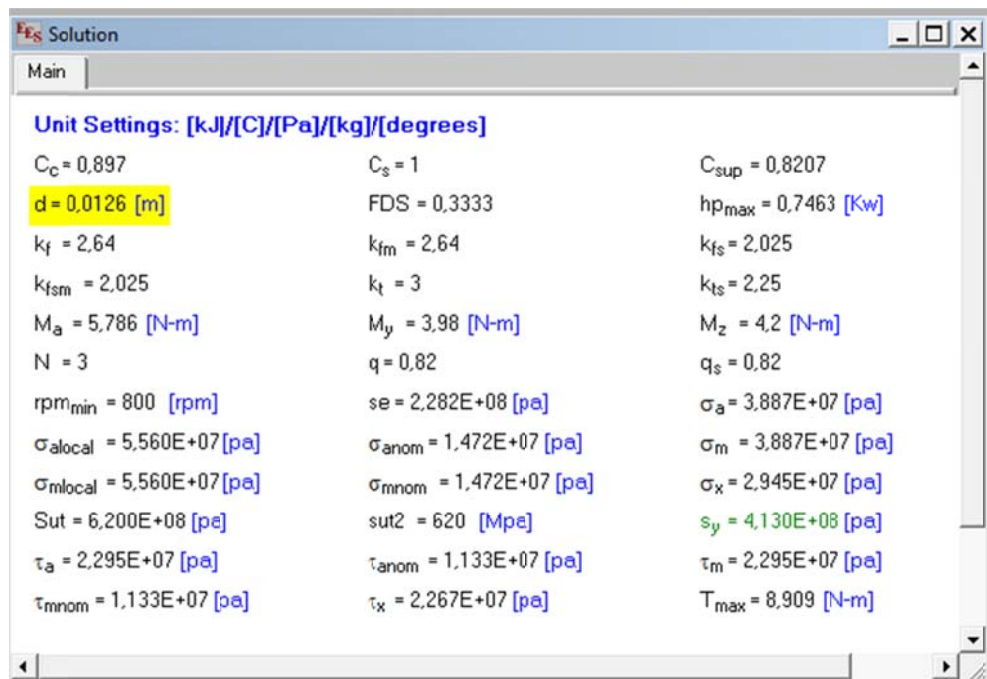 EES Solution
Main
Unit Settings: [kJ]/[C]/[Pa]/[kg]/[degrees]
Cc = 0,897 Cs = 1 Csup = 0,8207
d = 0,0126 [m] FDS = 0,3333 hpmax = 0,7463 [Kw]
kf = 2,64 kfm = 2,64 kfs = 2,025
kfsm = 2,025 kt = 3 kts = 2,25
Ma = 5,786 [N-m] My = 3,98 [N-m] Mz = 4,2 [N-m]
N = 3 q = 0,82 qs = 0,82
rpmmin = 800 [rpm] se = 2,282E+08 [pa] σa = 3,887E+07 [pa]
σalocal = 5,560E+07 [pa] σanom = 1,472E+07 [pa] σm = 3,887E+07 [pa]
σmlocal = 5,560E+07 [pa] σmnom = 1,472E+07 [pa] σx = 2,945E+07 [pa]
Sut = 6,200E+08 [pa] sut2 = 620 [Mpa] sy = 4,130E+08 [pa]
τa = 2,295E+07 [pa] τanom = 1,133E+07 [pa] τm = 2,295E+07 [pa]
τmnom = 1,133E+07 [pa] τx = 2,267E+07 [pa] Tmax = 8,909 [N-m]